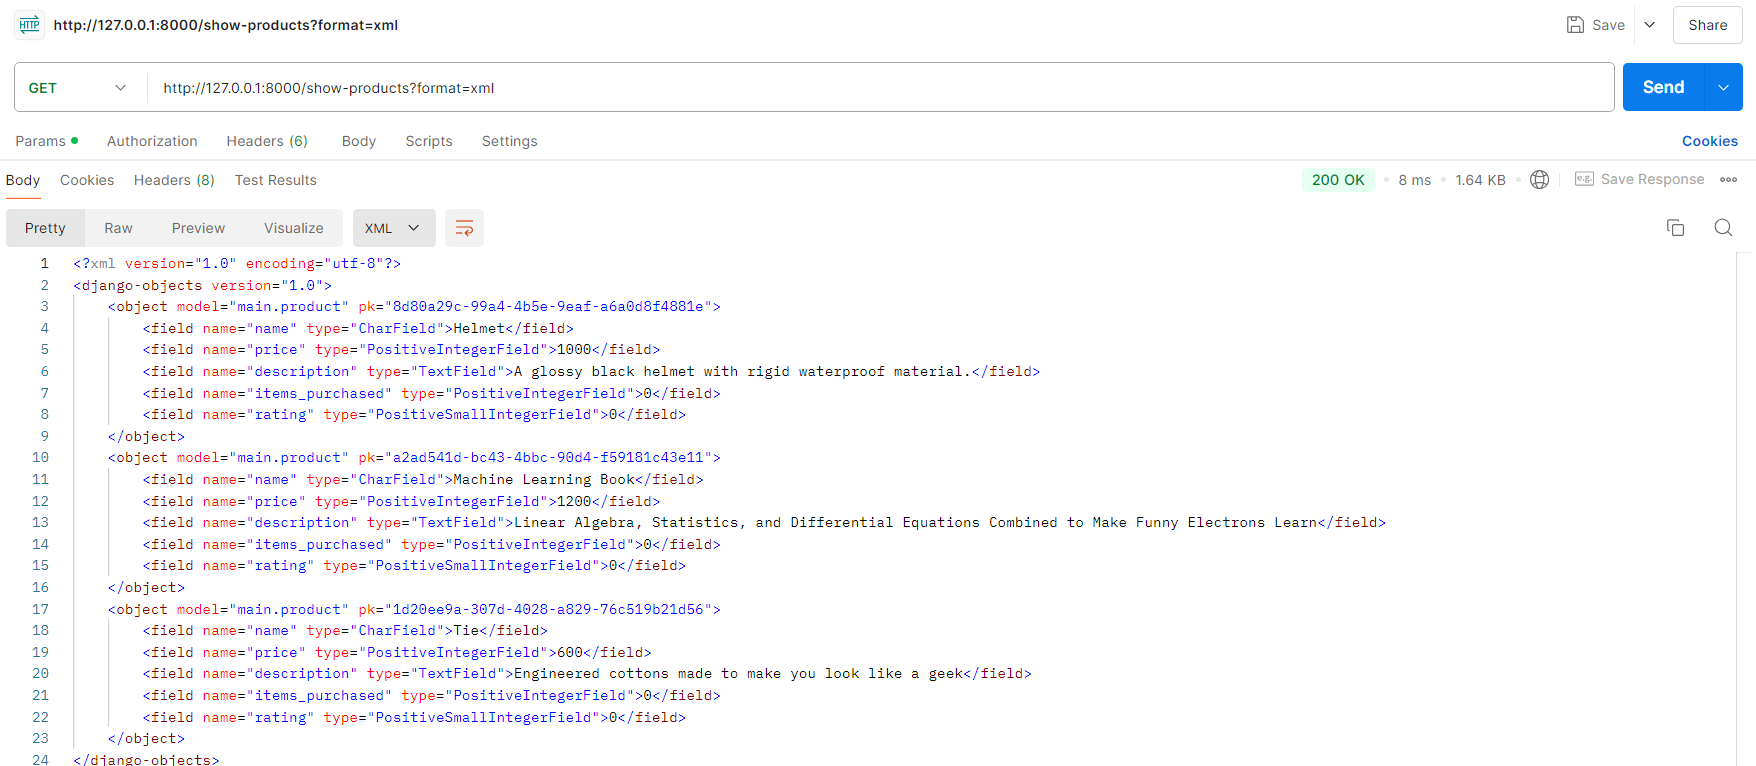 HTTP http://127.0.0.1:8000/show-products?format=xml Save Share
GET http://127.0.0.1:8000/show-products?format=xml Send
Params Authorization Headers (6) Body Scripts Settings Cookies
Body Cookies Headers (8) Test Results 200 OK 8 ms 1.64 KB e.g. Save Response
Pretty Raw Preview Visualize XML
1 <?xml version="1.0" encoding="utf-8"?>
2 <django-objects version="1.0">
3 <object model="main.product" pk="8d80a29c-99a4-4b5e-9eaf-a6a0d8f4881e">
4 <field name="name" type="CharField">Helmet</field>
5 <field name="price" type="PositiveIntegerField">1000</field>
6 <field name="description" type="TextField">A glossy black helmet with rigid waterproof material.</field>
7 <field name="items_purchased" type="PositiveIntegerField">0</field>
8 <field name="rating" type="PositiveSmallIntegerField">0</field>
9 </object>
10 <object model="main.product" pk="a2ad541d-bc43-4bbc-90d4-f59181c43e11">
11 <field name="name" type="CharField">Machine Learning Book</field>
12 <field name="price" type="PositiveIntegerField">1200</field>
13 <field name="description" type="TextField">Linear Algebra, Statistics, and Differential Equations Combined to Make Funny Electrons Learn</field>
14 <field name="items_purchased" type="PositiveIntegerField">0</field>
15 <field name="rating" type="PositiveSmallIntegerField">0</field>
16 </object>
17 <object model="main.product" pk="1d20ee9a-307d-4028-a829-76c519b21d56">
18 <field name="name" type="CharField">Tie</field>
19 <field name="price" type="PositiveIntegerField">600</field>
20 <field name="description" type="TextField">Engineered cottons made to make you look like a geek</field>
21 <field name="items_purchased" type="PositiveIntegerField">0</field>
22 <field name="rating" type="PositiveSmallIntegerField">0</field>
23 </object>
24 </django-objects>